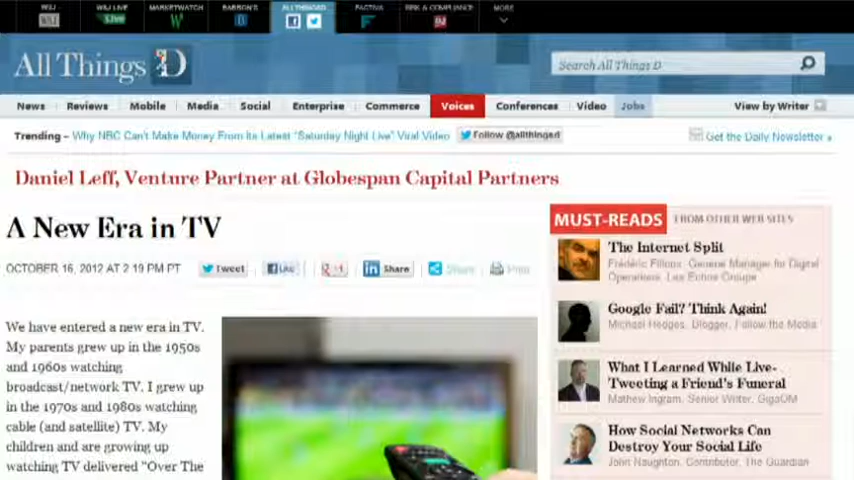 WSJ
WSJ LIVE
MARKETWATCH
BARRON'S
ALLTHINGSD
FACTIVA
RISK & COMPLIANCE
MORE
All Things D
Search All Things D
News Reviews Mobile Media Social Enterprise Commerce Voices Conferences Video Jobs View by Writer
Trending – Why NBC Can't Make Money From Its Latest "Saturday Night Live" Viral Video Follow @allthingsd Get the Daily Newsletter »
Daniel Leff, Venture Partner at Globespan Capital Partners
A New Era in TV
OCTOBER 16, 2012 AT 2:19 PM PT Tweet Like +1 Share Share Print
We have entered a new era in TV.
My parents grew up in the 1950s
and 1960s watching
broadcast/network TV. I grew up
in the 1970s and 1980s watching
cable (and satellite) TV. My
children and are growing up
watching TV delivered "Over The
MUST-READS FROM OTHER WEB SITES
The Internet Split
Frédéric Filloux, General Manager for Digital
Operations, Les Echos Groupe
Google Fail? Think Again!
Michael Hedges, Blogger, Follow the Media
What I Learned While Live-
Tweeting a Friend's Funeral
Mathew Ingram, Senior Writer, GigaOM
How Social Networks Can
Destroy Your Social Life
John Naughton, Contributor, The Guardian